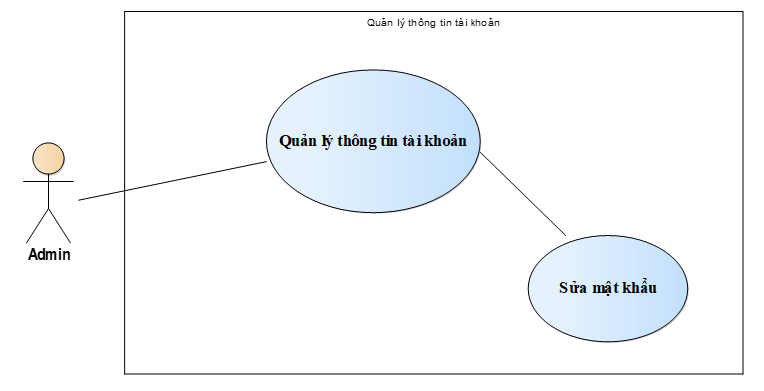 Quản lý thông tin tài khoản
Quản lý thông tin tài khoản
Admin
Sửa mật khẩu